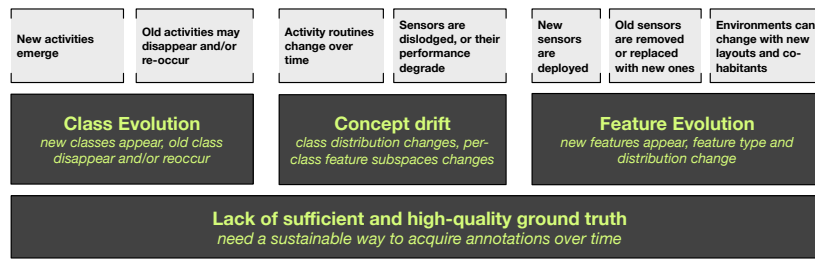 New activities
emerge
Old activities may
disappear and/or
re-occur
Activity routines
change over
time
Sensors are
dislodged, or their
performance
degrade
New
sensors
are
deployed
Old sensors
are removed
or replaced
with new ones
Environments can
change with new
layouts and co-
habitants
Class Evolution
new classes appear, old class
disappear and/or reoccur
Concept drift
class distribution changes, per-
class feature subspaces changes
Feature Evolution
new features appear, feature type and
distribution change
Lack of sufficient and high-quality ground truth
need a sustainable way to acquire annotations over time